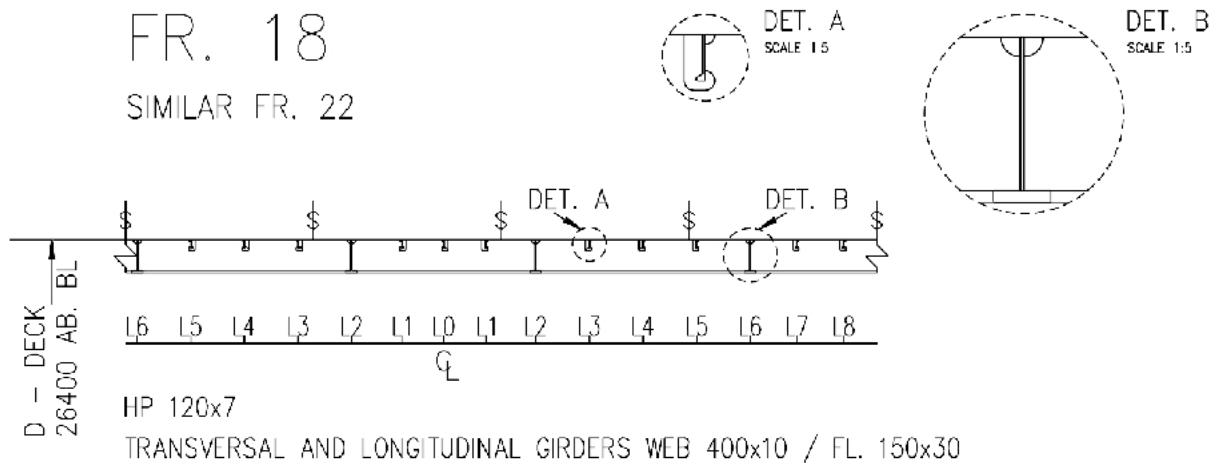 FR. 18
SIMILAR FR. 22
DET. A
SCALE 1:5
DET. B
SCALE 1:5
DET. A
DET. B
S S S S S
D - DECK
26400 AB. BL
L6 L5 L4 L3 L2 L1 L0 L1 L2 L3 L4 L5 L6 L7 L8
CL
HP 120x7
TRANSVERSAL AND LONGITUDINAL GIRDERS WEB 400x10 / FL. 150x30